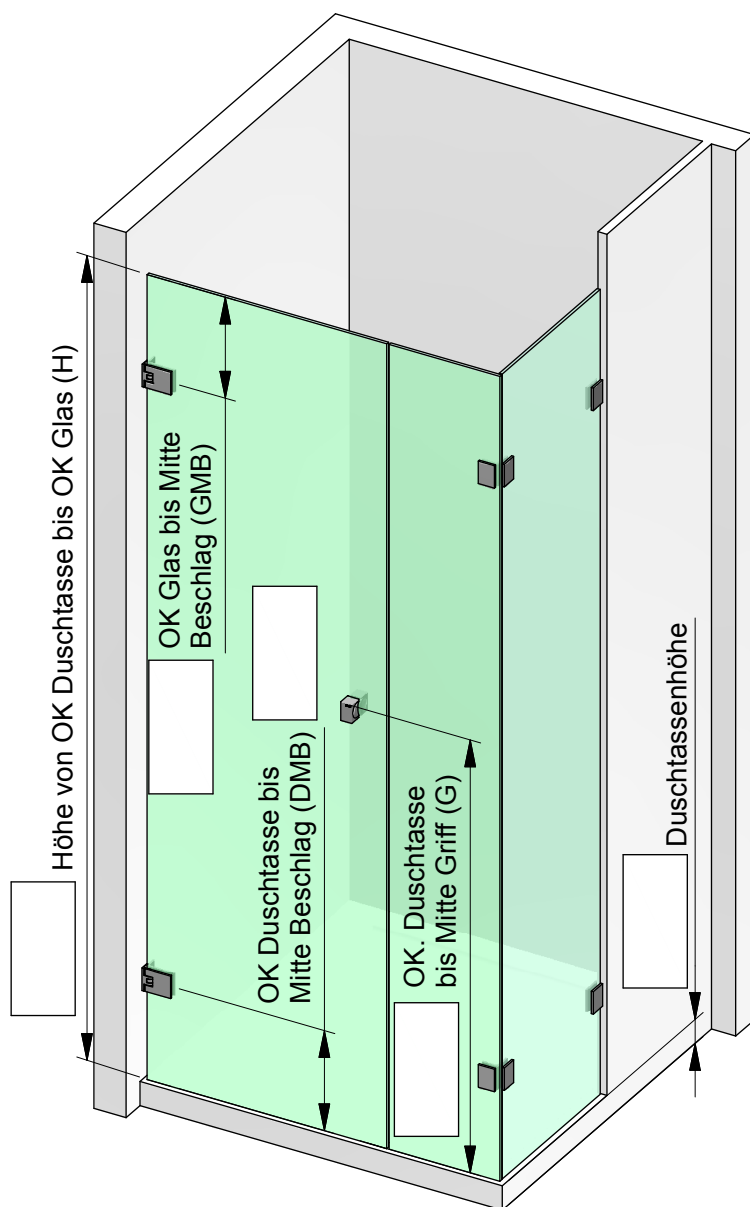 Höhe von OK Duschtasse bis OK Glas (H)
OK Glas bis Mitte
Beschlag (GMB)
OK Duschtasse bis
Mitte Beschlag (DMB)
OK. Duschtasse
bis Mitte Griff (G)
Duschtassenhöhe